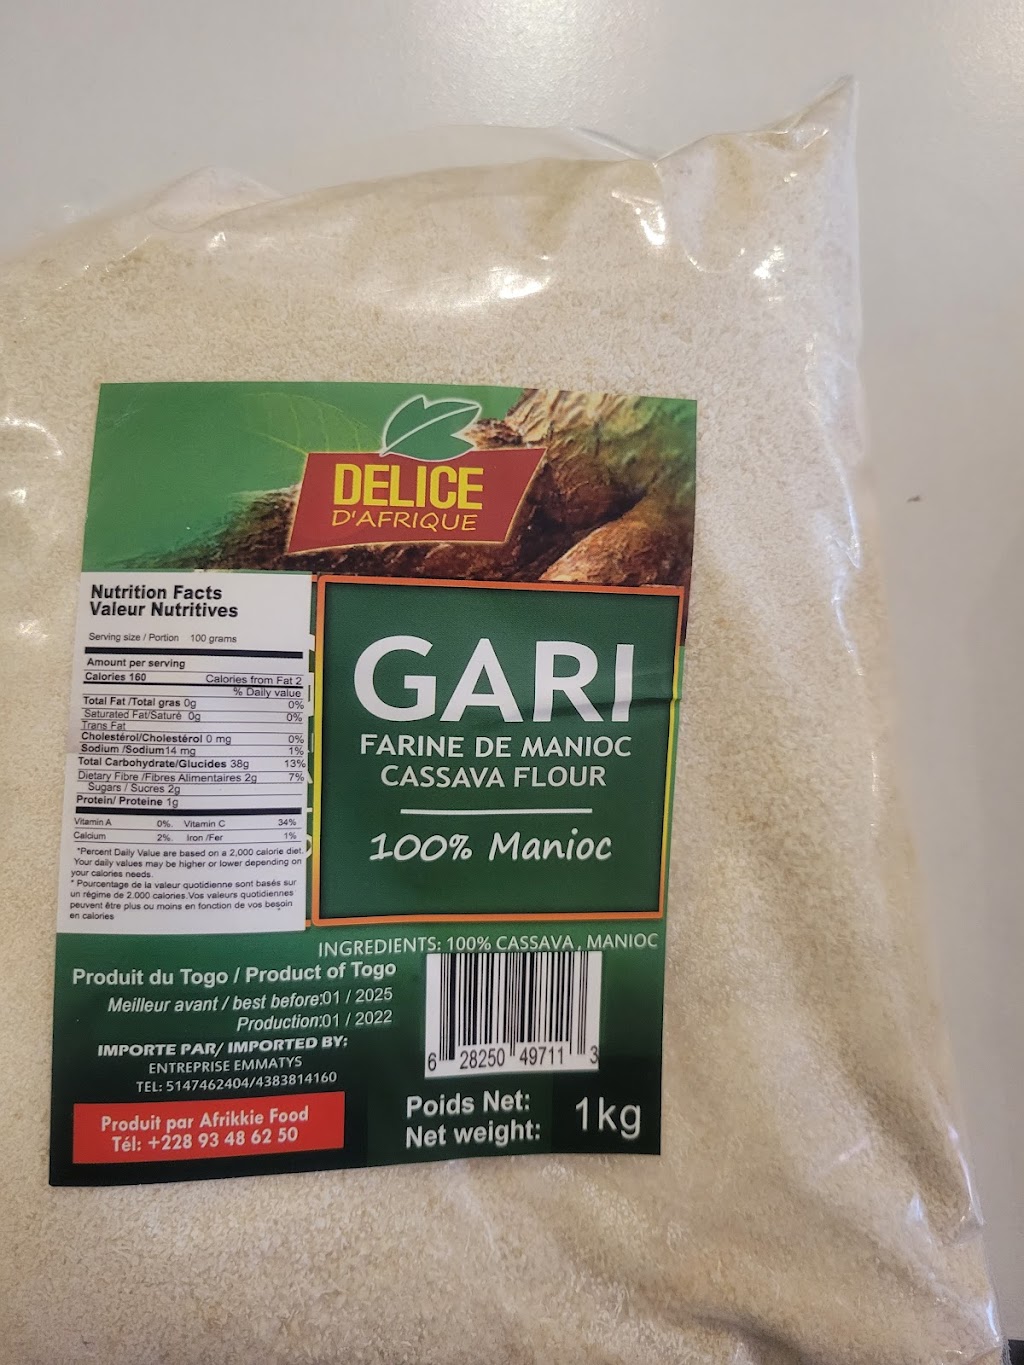 DELICE
D'AFRIQUE
Nutrition Facts
Valeur Nutritives
Serving size / Portion 100 grams
Amount per serving
Calories 160 Calories from Fat 2
% Daily value
Total Fat /Total gras 0g 0%
Saturated Fat/Saturé 0g 0%
Trans Fat
Cholestérol/Cholestérol 0 mg 0%
Sodium /Sodium14 mg 1%
Total Carbohydrate/Glucides 38g 13%
Dietary Fibre /Fibres Alimentaires 2g 7%
Sugars / Sucres 2g
Protein/ Proteine 1g
Vitamin A 0%. Vitamin C 34%
Calcium 2% Iron /Fer 1%
*Percent Daily Value are based on a 2,000 calorie diet.
Your daily values may be higher or lower depending on
your calories needs.
* Pourcentage de la valeur quotidienne sont basés sur
un régime de 2.000 calories.Vos valeurs quotidiennes
peuvent être plus ou moins en fonction de vos besoin
en calories
GARI
FARINE DE MANIOC
CASSAVA FLOUR
100% Manioc
INGREDIENTS: 100% CASSAVA , MANIOC
Produit du Togo / Product of Togo
Meilleur avant / best before:01 / 2025
Production:01 / 2022
IMPORTE PAR/ IMPORTED BY:
ENTREPRISE EMMATYS
TEL: 5147462404/4383814160
Produit par Afrikkie Food
Tél: +228 93 48 62 50
6 28250 49711 3
Poids Net:
Net weight: 1kg